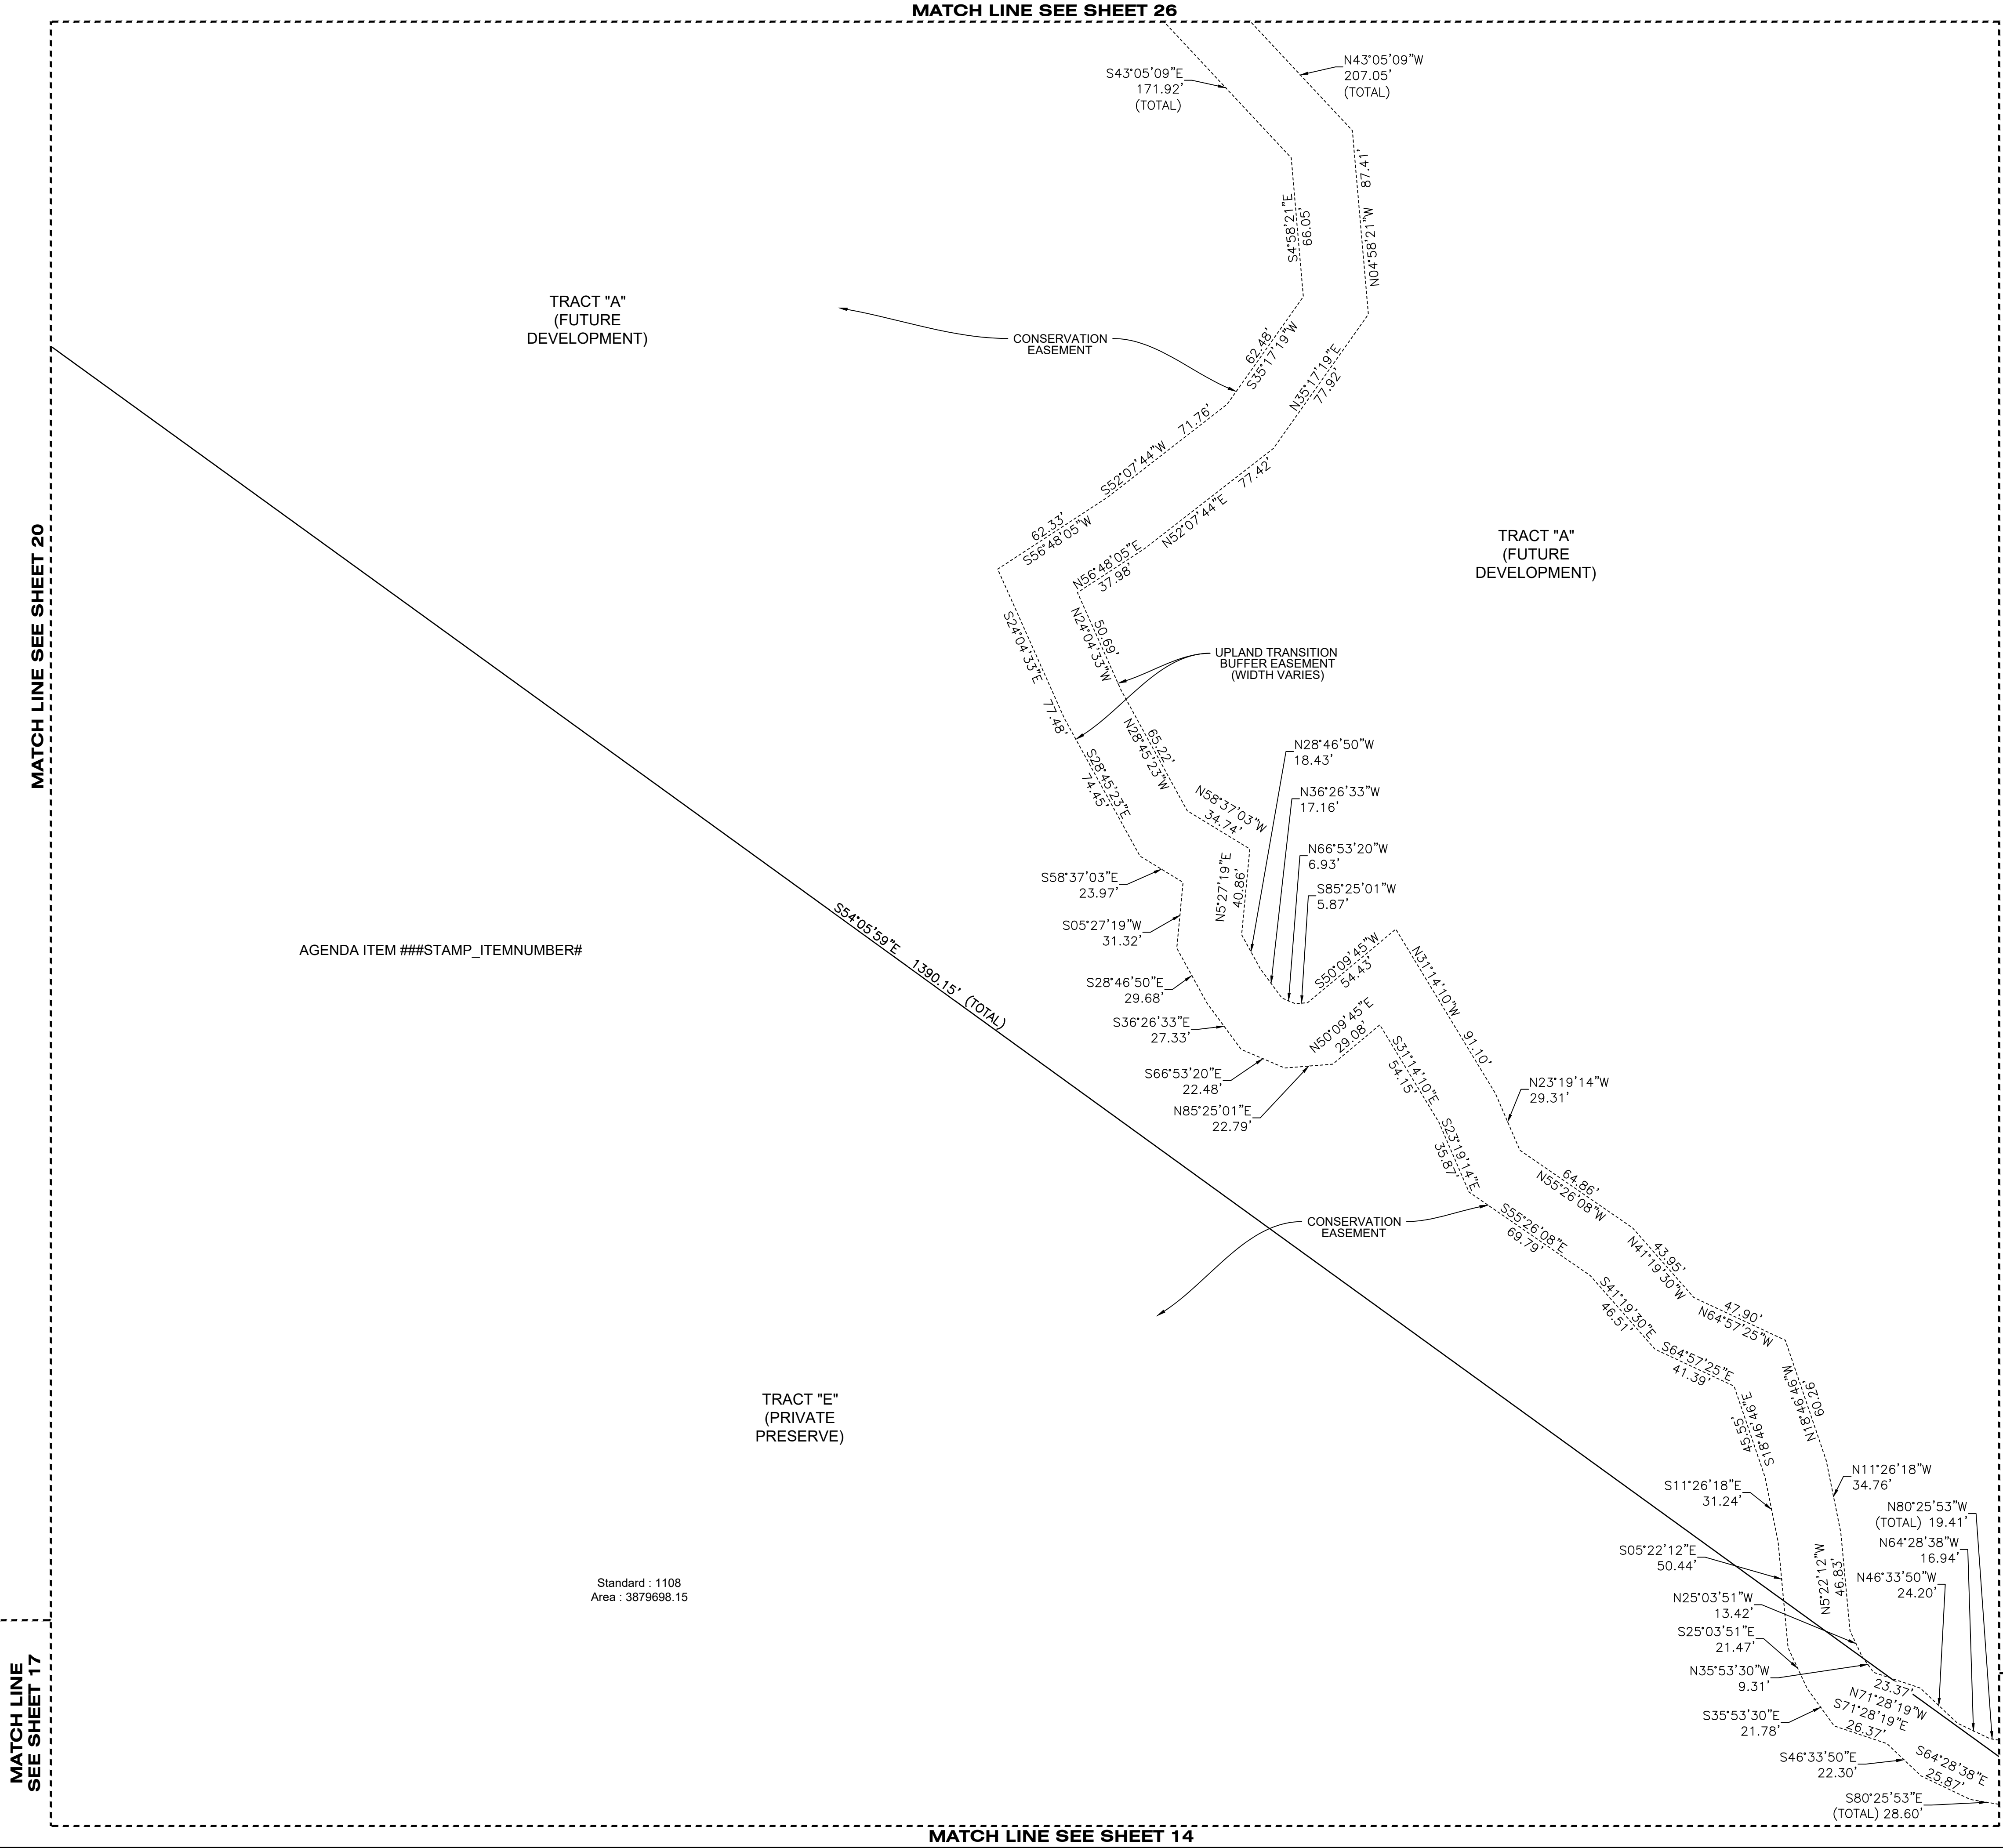 MATCH LINE SEE SHEET 26
S43°05'09"E
171.92'
(TOTAL)
N43°05'09"W
207.05'
(TOTAL)
87.41'
N04°58'21"W
S4°58'21"E
66.05'
TRACT "A"
(FUTURE
DEVELOPMENT)
CONSERVATION
EASEMENT
62.48'
S35°17'19"W
N35°17'19"E
77.92'
S52°07'44"W 71.76'
N52°07'44"E 77.42'
62.33'
S56°48'05"W
N56°48'05"E
37.98'
TRACT "A"
(FUTURE
DEVELOPMENT)
MATCH LINE SEE SHEET 20
S24°04'33"E 77.48'
50.69'
N24°04'33"W
UPLAND TRANSITION
BUFFER EASEMENT
(WIDTH VARIES)
65.22'
N28°45'23"W
S28°45'23"E
74.45'
N28°46'50"W
18.43'
N58°37'03"W
34.74'
N36°26'33"W
17.16'
N66°53'20"W
6.93'
S85°25'01"W
5.87'
N5°27'19"E
40.86'
S58°37'03"E
23.97'
S05°27'19"W
31.32'
S50°09'45"W
54.43'
N31°14'10"W 91.10'
AGENDA ITEM ###STAMP_ITEMNUMBER#
S54°05'59"E 1390.15' (TOTAL)
S28°46'50"E
29.68'
S36°26'33"E
27.33'
N50°09'45"E
29.08'
S31°14'10"E
54.15'
S66°53'20"E
22.48'
N85°25'01"E
22.79'
N23°19'14"W
29.31'
S23°19'14"E
35.87'
64.86'
N55°26'08"W
CONSERVATION
EASEMENT
S55°26'08"E
69.79'
43.95'
N41°19'30"W
S41°19'30"E
46.51'
47.90'
N64°57'25"W
S64°57'25"E
41.39'
N18°46'46"W
60.26'
S18°46'46"E
45.55'
TRACT "E"
(PRIVATE
PRESERVE)
N11°26'18"W
34.76'
S11°26'18"E
31.24'
N80°25'53"W
(TOTAL) 19.41'
N64°28'38"W
16.94'
N46°33'50"W
24.20'
S05°22'12"E
50.44'
N5°22'12"W
46.83'
Standard : 1108
Area : 3879698.15
N25°03'51"W
13.42'
S25°03'51"E
21.47'
N35°53'30"W
9.31'
23.37'
N71°28'19"W
S71°28'19"E
26.37'
S35°53'30"E
21.78'
S46°33'50"E
22.30'
S64°28'38"E
25.87'
S80°25'53"E
(TOTAL) 28.60'
MATCH LINE
SEE SHEET 17
MATCH LINE SEE SHEET 14